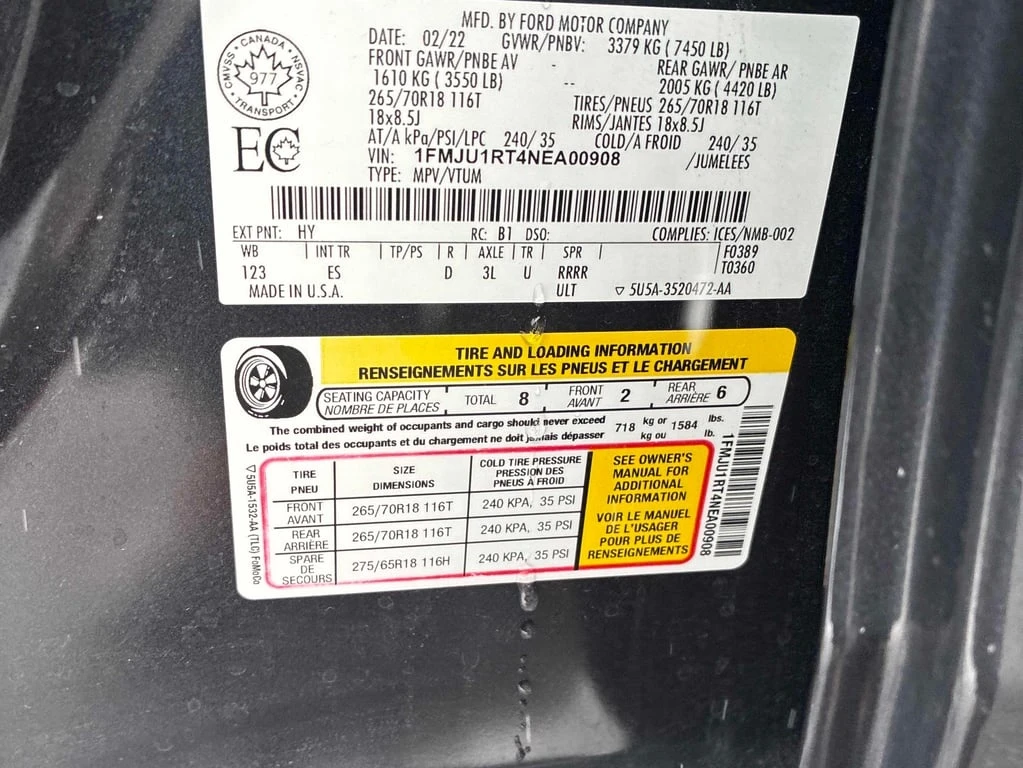 MFD. BY FORD MOTOR COMPANY
DATE: 02/22 GVWR/PNBV: 3379 KG (7450 LB)
FRONT GAWR/PNBE AV REAR GAWR/ PNBE AR
1610 KG (3550 LB) -- 2005 KG (4420 LB)
265/70R18 116T TIRES/PNEUS 265/70R18 116T
18x8.5J RIMS/JANTES 18x8.5J
AT/A kPa/PSI/LPC 240/ 35 COLD/A FROID 240/ 35
VIN: 1FMJU1RT4NEA00908 /JUMELEES
TYPE: MPV/VTUM
CMVSS · CANADA · NSVAC
977
TRANSPORT
EC
EXT PNT: HY RC: B1 DSO: COMPLIES: ICES/NMB-002
WB | INT TR | TP/PS | R | AXLE | TR | SPR | F0389
123 ES D 3L U RRRR T0360
MADE IN U.S.A. ULT ▽ 5U5A-3520472-AA
TIRE AND LOADING INFORMATION
RENSEIGNEMENTS SUR LES PNEUS ET LE CHARGEMENT
SEATING CAPACITY TOTAL 8 FRONT 2 REAR 6
NOMBRE DE PLACES AVANT ARRIÈRE
The combined weight of occupants and cargo should never exceed 718 kg or 1584 lbs.
Le poids total des occupants et du chargement ne doit jamais dépasser kg ou lb.
TIRE SIZE COLD TIRE PRESSURE
PNEU DIMENSIONS PRESSION DES
PNEUS À FROID
FRONT 265/70R18 116T 240 KPA, 35 PSI
AVANT
REAR 265/70R18 116T 240 KPA, 35 PSI
ARRIÈRE
SPARE 275/65R18 116H 240 KPA, 35 PSI
DE
SECOURS
SEE OWNER'S
MANUAL FOR
ADDITIONAL
INFORMATION
VOIR LE MANUEL
DE L'USAGER
POUR PLUS DE
RENSEIGNEMENTS
▽5U5A-1532-AA (TLC) FoMoCo
1FMJU1RT4NEA00908